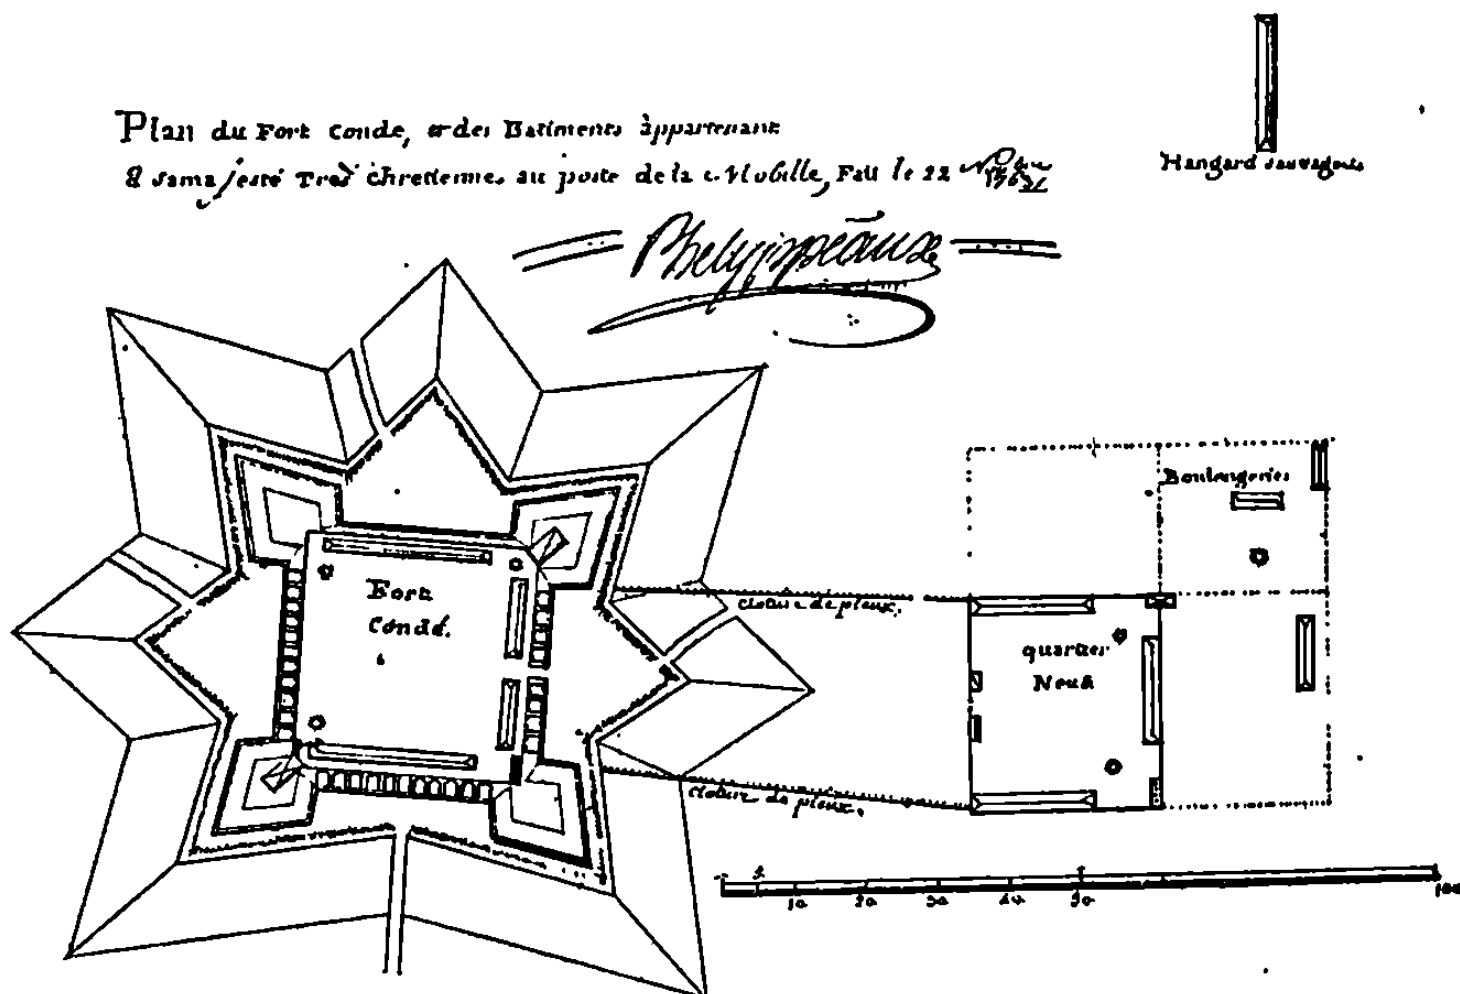 Plan du Fort Conde, et des Batiments appartenant
a sa majesté Tres Chretienne, au poste de la Mobille, Fait le 22
Phelyppeaux
Hangard sauvagents
Boulangeries
Fort
Condé.
Cloture de pieux.
quartier
Neuf
Cloture de pieux.
10 20 30 40 50 100